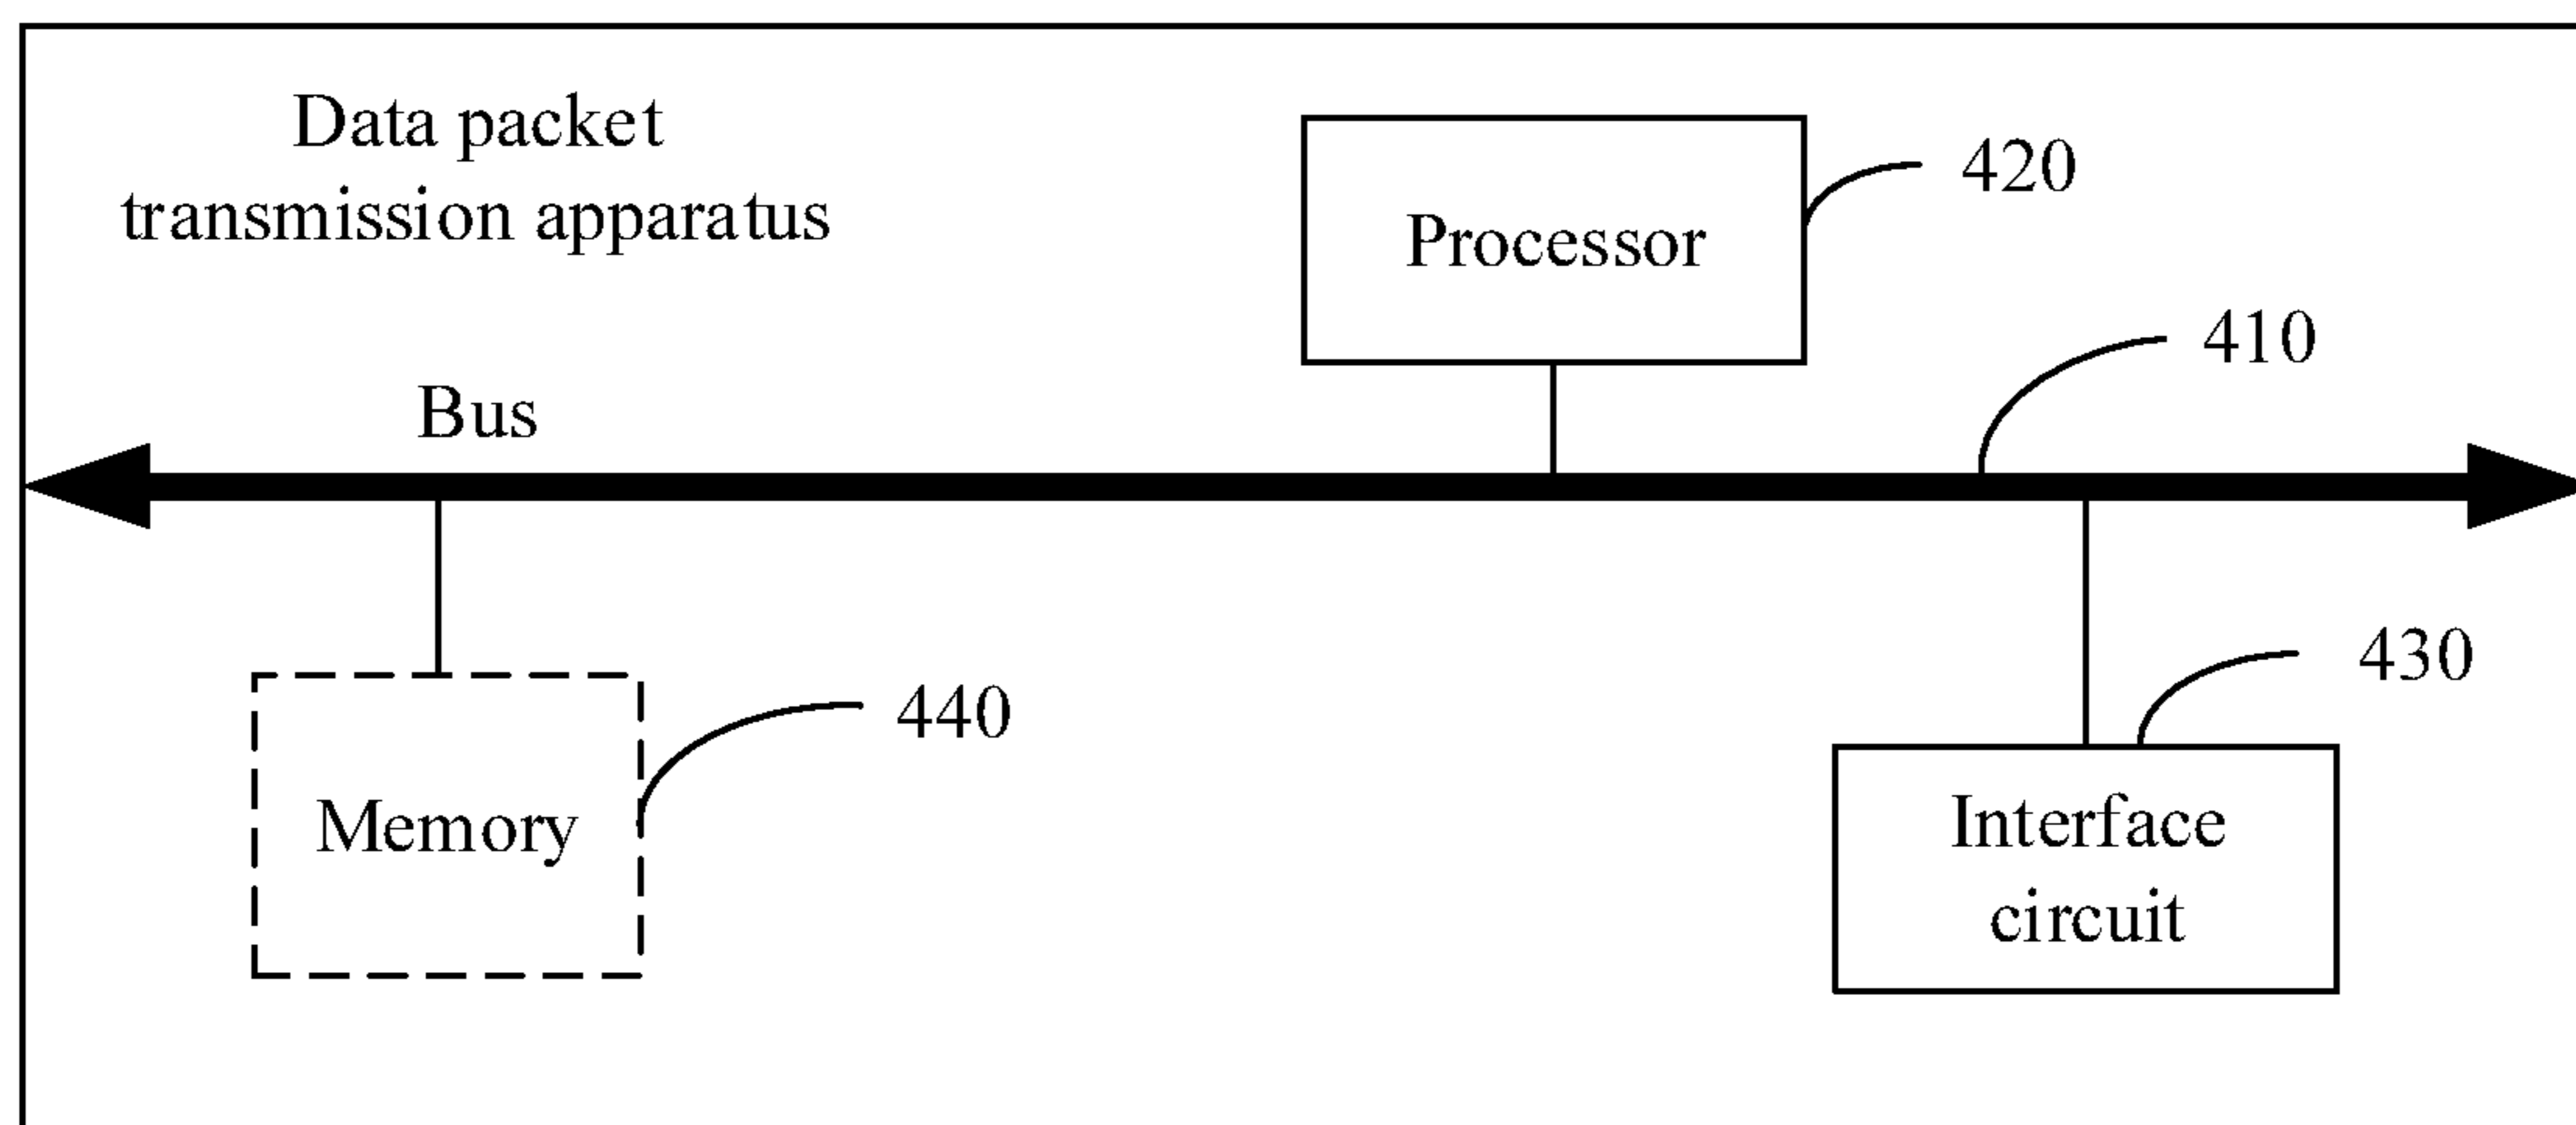 Data packet
transmission apparatus
Processor
420
410
Bus
440
430
Memory
Interface
circuit